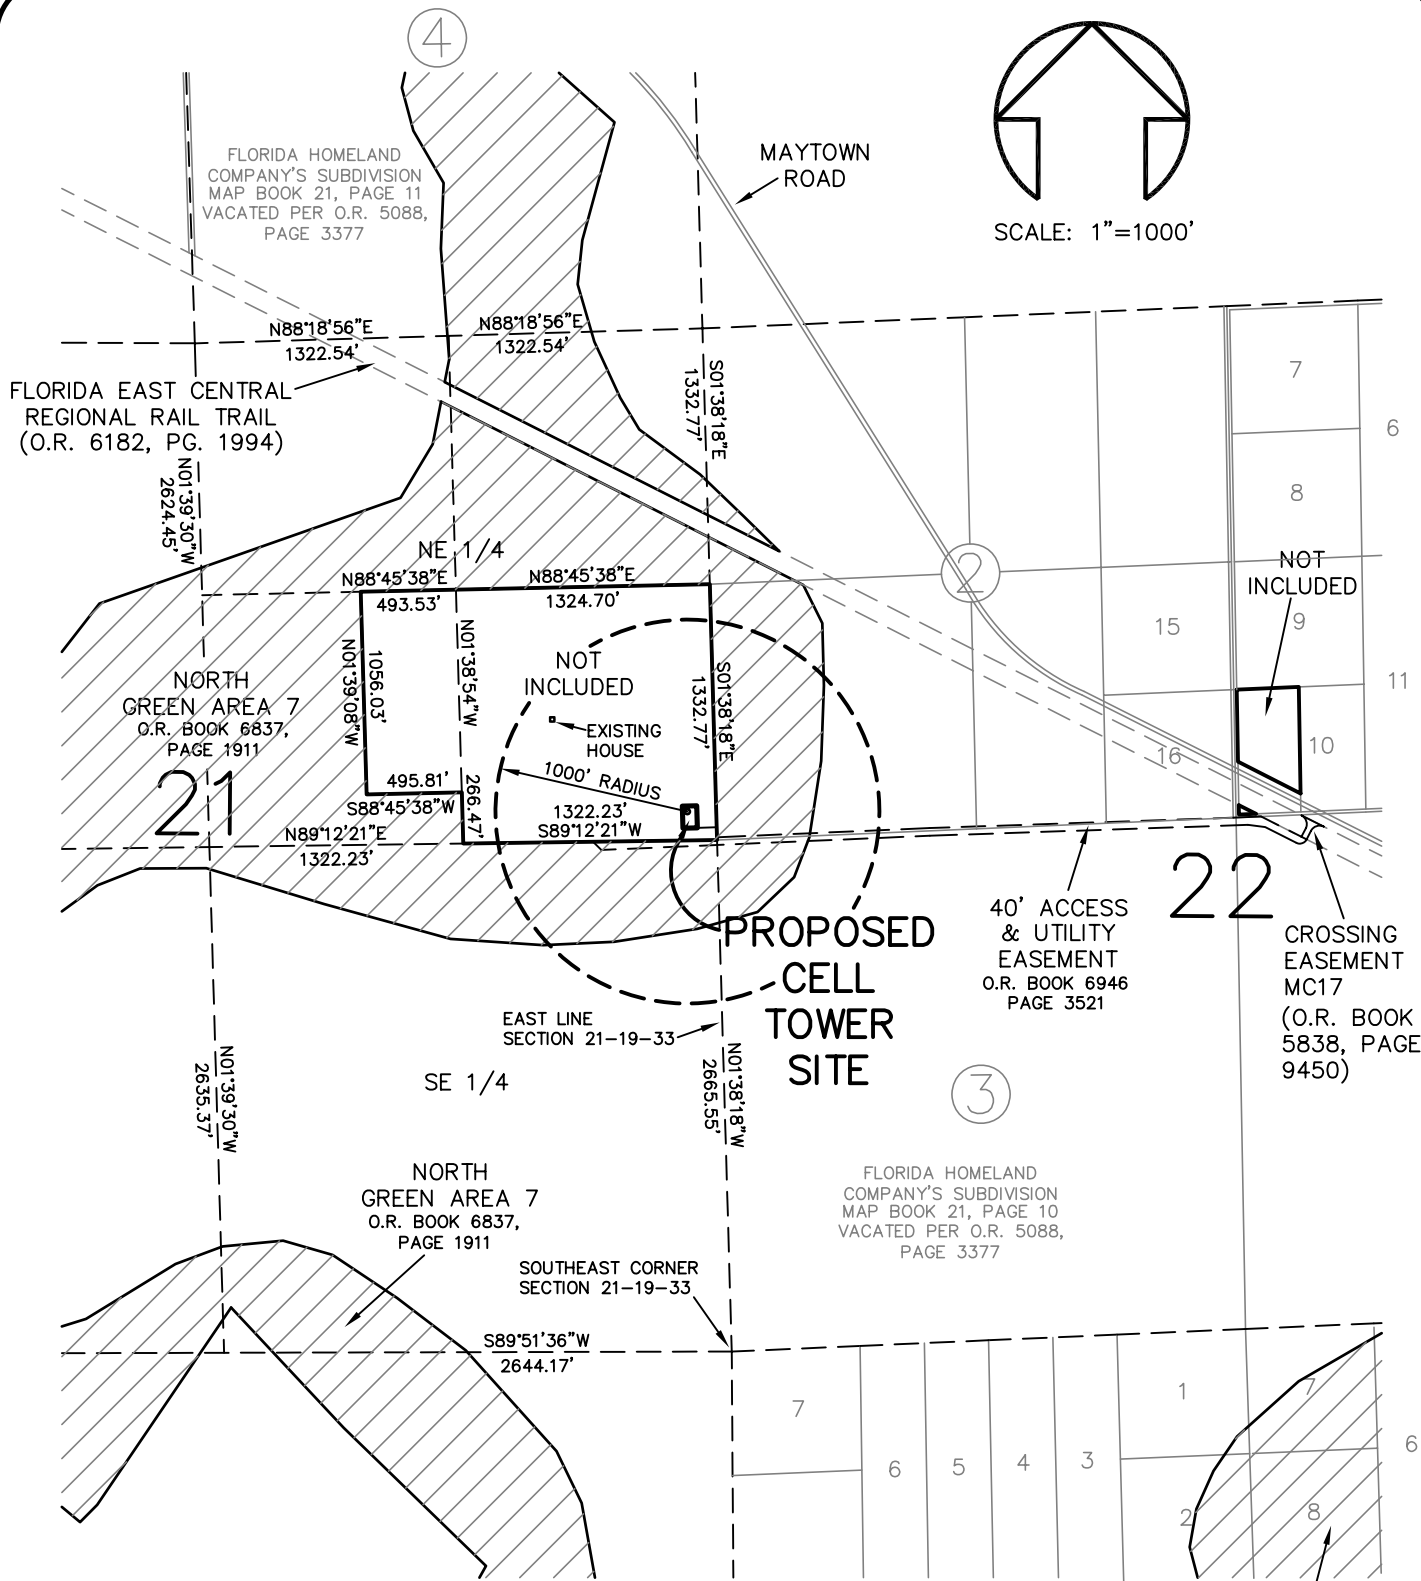 4
FLORIDA HOMELAND
COMPANY'S SUBDIVISION
MAP BOOK 21, PAGE 11
VACATED PER O.R. 5088,
PAGE 3377
MAYTOWN
ROAD
SCALE: 1"=1000'
N88°18'56"E
1322.54'
N88°18'56"E
1322.54'
S01°38'18"E
1332.77'
FLORIDA EAST CENTRAL
REGIONAL RAIL TRAIL
(O.R. 6182, PG. 1994)
N01°39'30"W
2624.45'
7
6
8
NE 1/4
N88°45'38"E
493.53'
N88°45'38"E
1324.70'
2
NOT
INCLUDED
9
15
11
10
16
N01°39'08"W
1056.03'
N01°38'54"W
266.47'
NOT
INCLUDED
EXISTING
HOUSE
1000' RADIUS
S01°38'18"E
1332.77'
NORTH
GREEN AREA 7
O.R. BOOK 6837,
PAGE 1911
21
495.81'
S88°45'38"W
1322.23'
S89°12'21"W
N89°12'21"E
1322.23'
22
PROPOSED
CELL
TOWER
SITE
40' ACCESS
& UTILITY
EASEMENT
O.R. BOOK 6946
PAGE 3521
CROSSING
EASEMENT
MC17
(O.R. BOOK
5838, PAGE
9450)
EAST LINE
SECTION 21-19-33
N01°39'30"W
2635.37'
SE 1/4
N01°38'18"W
2665.55'
3
FLORIDA HOMELAND
COMPANY'S SUBDIVISION
MAP BOOK 21, PAGE 10
VACATED PER O.R. 5088,
PAGE 3377
NORTH
GREEN AREA 7
O.R. BOOK 6837,
PAGE 1911
SOUTHEAST CORNER
SECTION 21-19-33
S89°51'36"W
2644.17'
7
6
5
4
3
1
2
7
6
8